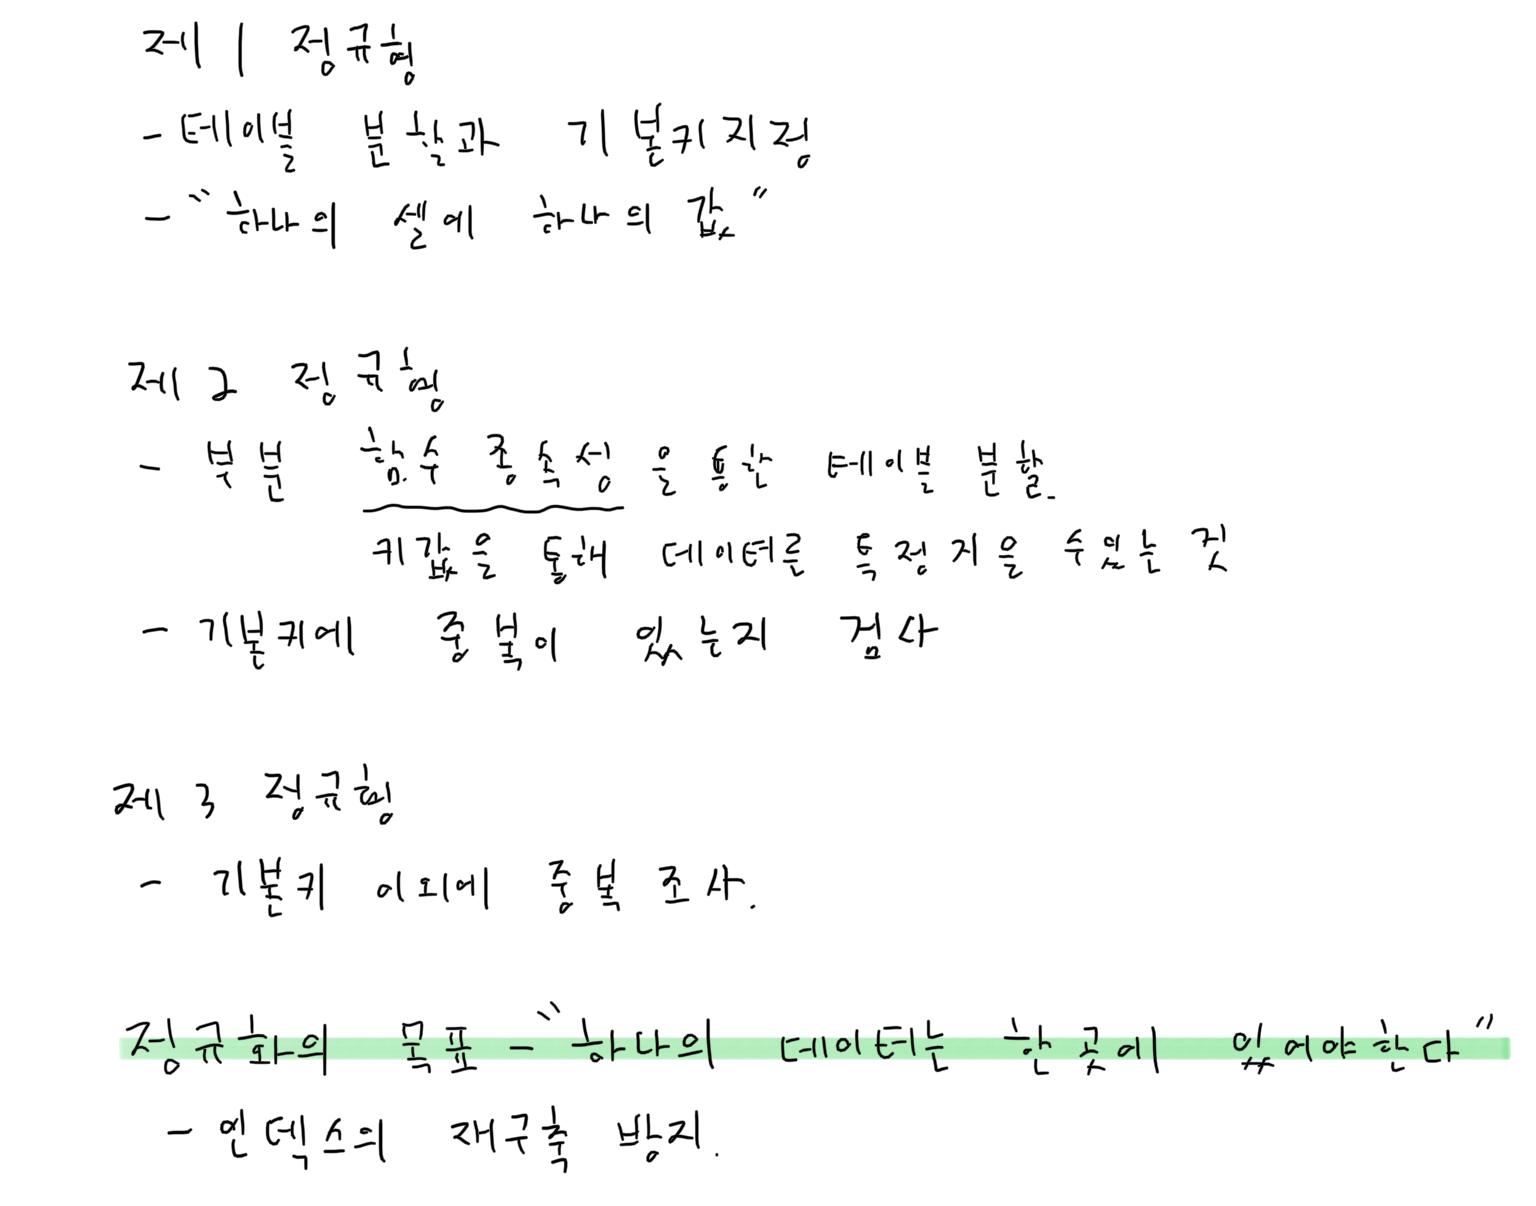 제 1 정규형
- 테이블 분할과 기본키지정
- "하나의 셀에 하나의 값"
제 2 정규형
- 부분 함수 종속성 을 통한 테이블 분할.
키값을 통해 데이터를 특정지을 수있는 것
- 기본키에 중복이 있는지 검사
제 3 정규형
- 기본키 이외에 중복 조사.
정규화의 목표 - "하나의 데이터는 한 곳에 있어야한다"
- 인덱스의 재구축 방지.